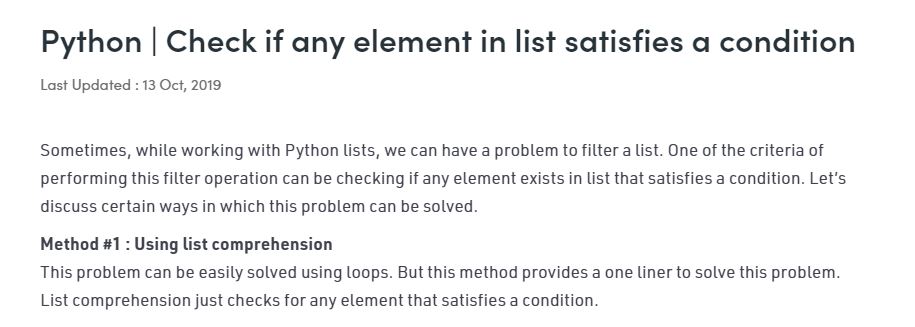 Python | Check if any element in list satisfies a condition
Last Updated : 13 Oct, 2019
Sometimes, while working with Python lists, we can have a problem to filter a list. One of the criteria of
performing this filter operation can be checking if any element exists in list that satisfies a condition. Let’s
discuss certain ways in which this problem can be solved.
Method #1 : Using list comprehension
This problem can be easily solved using loops. But this method provides a one liner to solve this problem.
List comprehension just checks for any element that satisfies a condition.